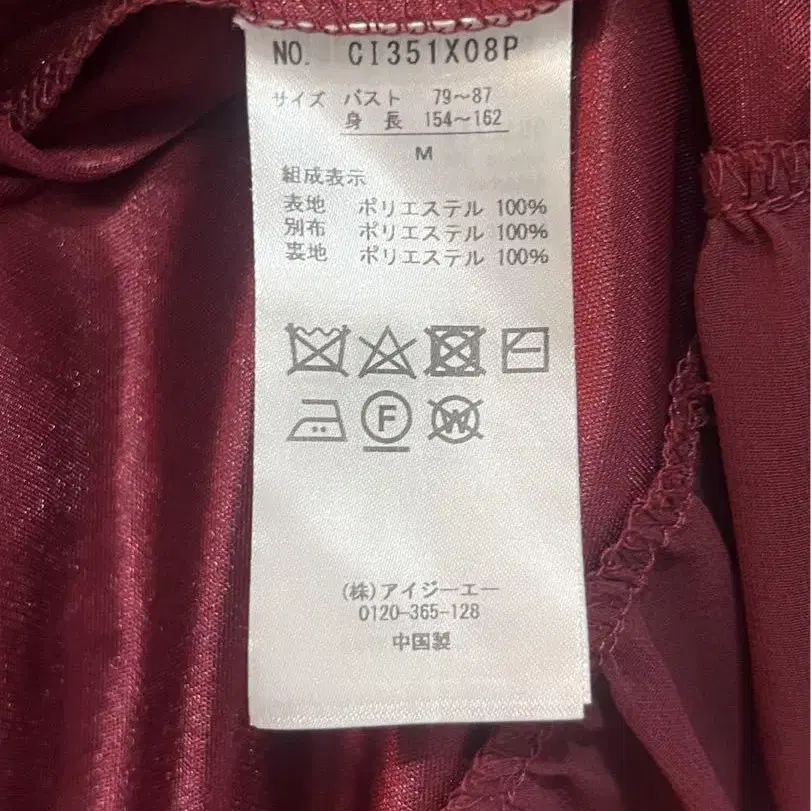 NO. CI351X08P
サイズ バスト 79～87
身長 154～162
M
組成表示
表地 ポリエステル 100%
別布 ポリエステル 100%
裏地 ポリエステル 100%
F W
(株)アイジーエー
0120-365-128
中国製